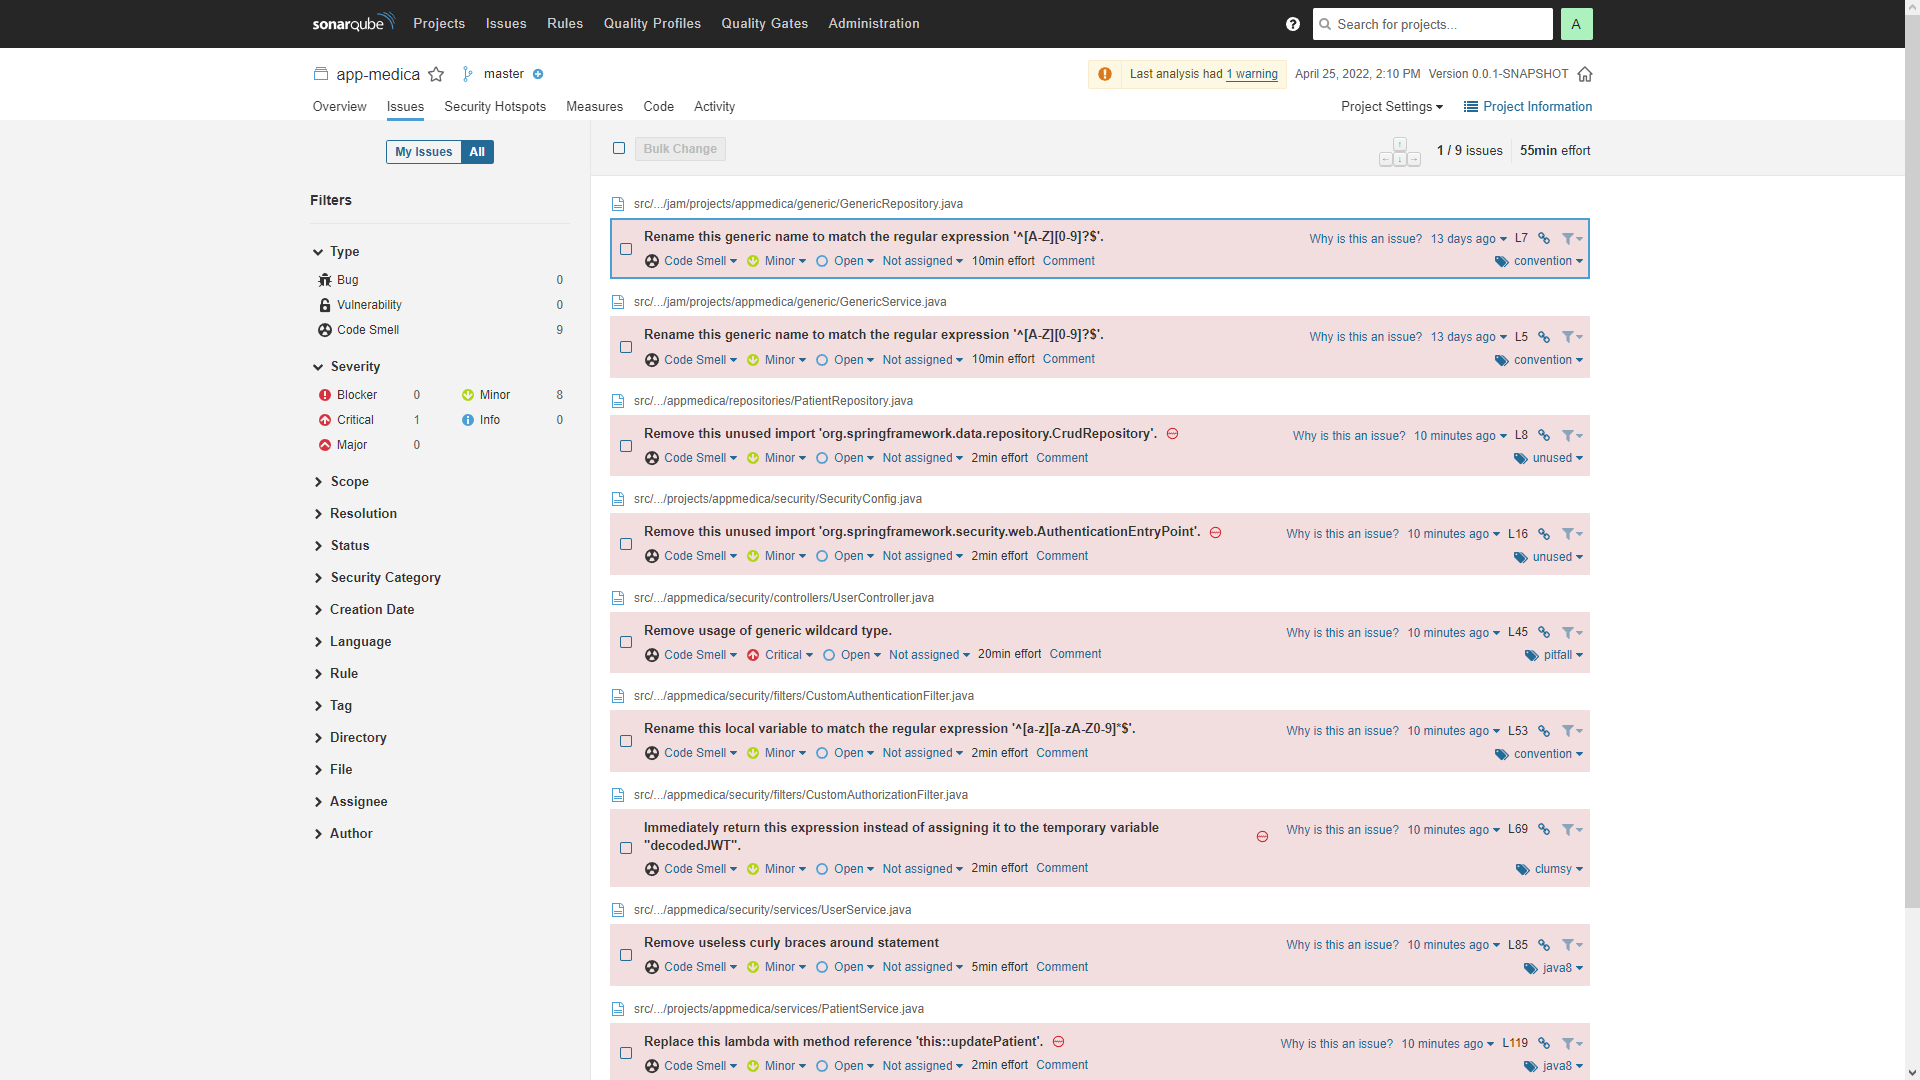 sonarqube Projects Issues Rules Quality Profiles Quality Gates Administration ? Search for projects... A
app-medica master Last analysis had 1 warning April 25, 2022, 2:10 PM Version 0.0.1-SNAPSHOT
Overview Issues Security Hotspots Measures Code Activity Project Settings Project Information
My Issues All
Bulk Change 1 / 9 issues 55min effort
Filters
Type
Bug 0
Vulnerability 0
Code Smell 9
Severity
Blocker 0 Minor 8
Critical 1 Info 0
Major 0
Scope
Resolution
Status
Security Category
Creation Date
Language
Rule
Tag
Directory
File
Assignee
Author
src/.../jam/projects/appmedica/generic/GenericRepository.java
Rename this generic name to match the regular expression '^[A-Z][0-9]?$'. Why is this an issue? 13 days ago L7
Code Smell Minor Open Not assigned 10min effort Comment convention
src/.../jam/projects/appmedica/generic/GenericService.java
Rename this generic name to match the regular expression '^[A-Z][0-9]?$'. Why is this an issue? 13 days ago L5
Code Smell Minor Open Not assigned 10min effort Comment convention
src/.../appmedica/repositories/PatientRepository.java
Remove this unused import 'org.springframework.data.repository.CrudRepository'. Why is this an issue? 10 minutes ago L8
Code Smell Minor Open Not assigned 2min effort Comment unused
src/.../projects/appmedica/security/SecurityConfig.java
Remove this unused import 'org.springframework.security.web.AuthenticationEntryPoint'. Why is this an issue? 10 minutes ago L16
Code Smell Minor Open Not assigned 2min effort Comment unused
src/.../appmedica/security/controllers/UserController.java
Remove usage of generic wildcard type. Why is this an issue? 10 minutes ago L45
Code Smell Critical Open Not assigned 20min effort Comment pitfall
src/.../appmedica/security/filters/CustomAuthenticationFilter.java
Rename this local variable to match the regular expression '^[a-z][a-zA-Z0-9]*$'. Why is this an issue? 10 minutes ago L53
Code Smell Minor Open Not assigned 2min effort Comment convention
src/.../appmedica/security/filters/CustomAuthorizationFilter.java
Immediately return this expression instead of assigning it to the temporary variable Why is this an issue? 10 minutes ago L69
"decodedJWT".
Code Smell Minor Open Not assigned 2min effort Comment clumsy
src/.../appmedica/security/services/UserService.java
Remove useless curly braces around statement Why is this an issue? 10 minutes ago L85
Code Smell Minor Open Not assigned 5min effort Comment java8
src/.../projects/appmedica/services/PatientService.java
Replace this lambda with method reference 'this::updatePatient'. Why is this an issue? 10 minutes ago L119
Code Smell Minor Open Not assigned 2min effort Comment java8